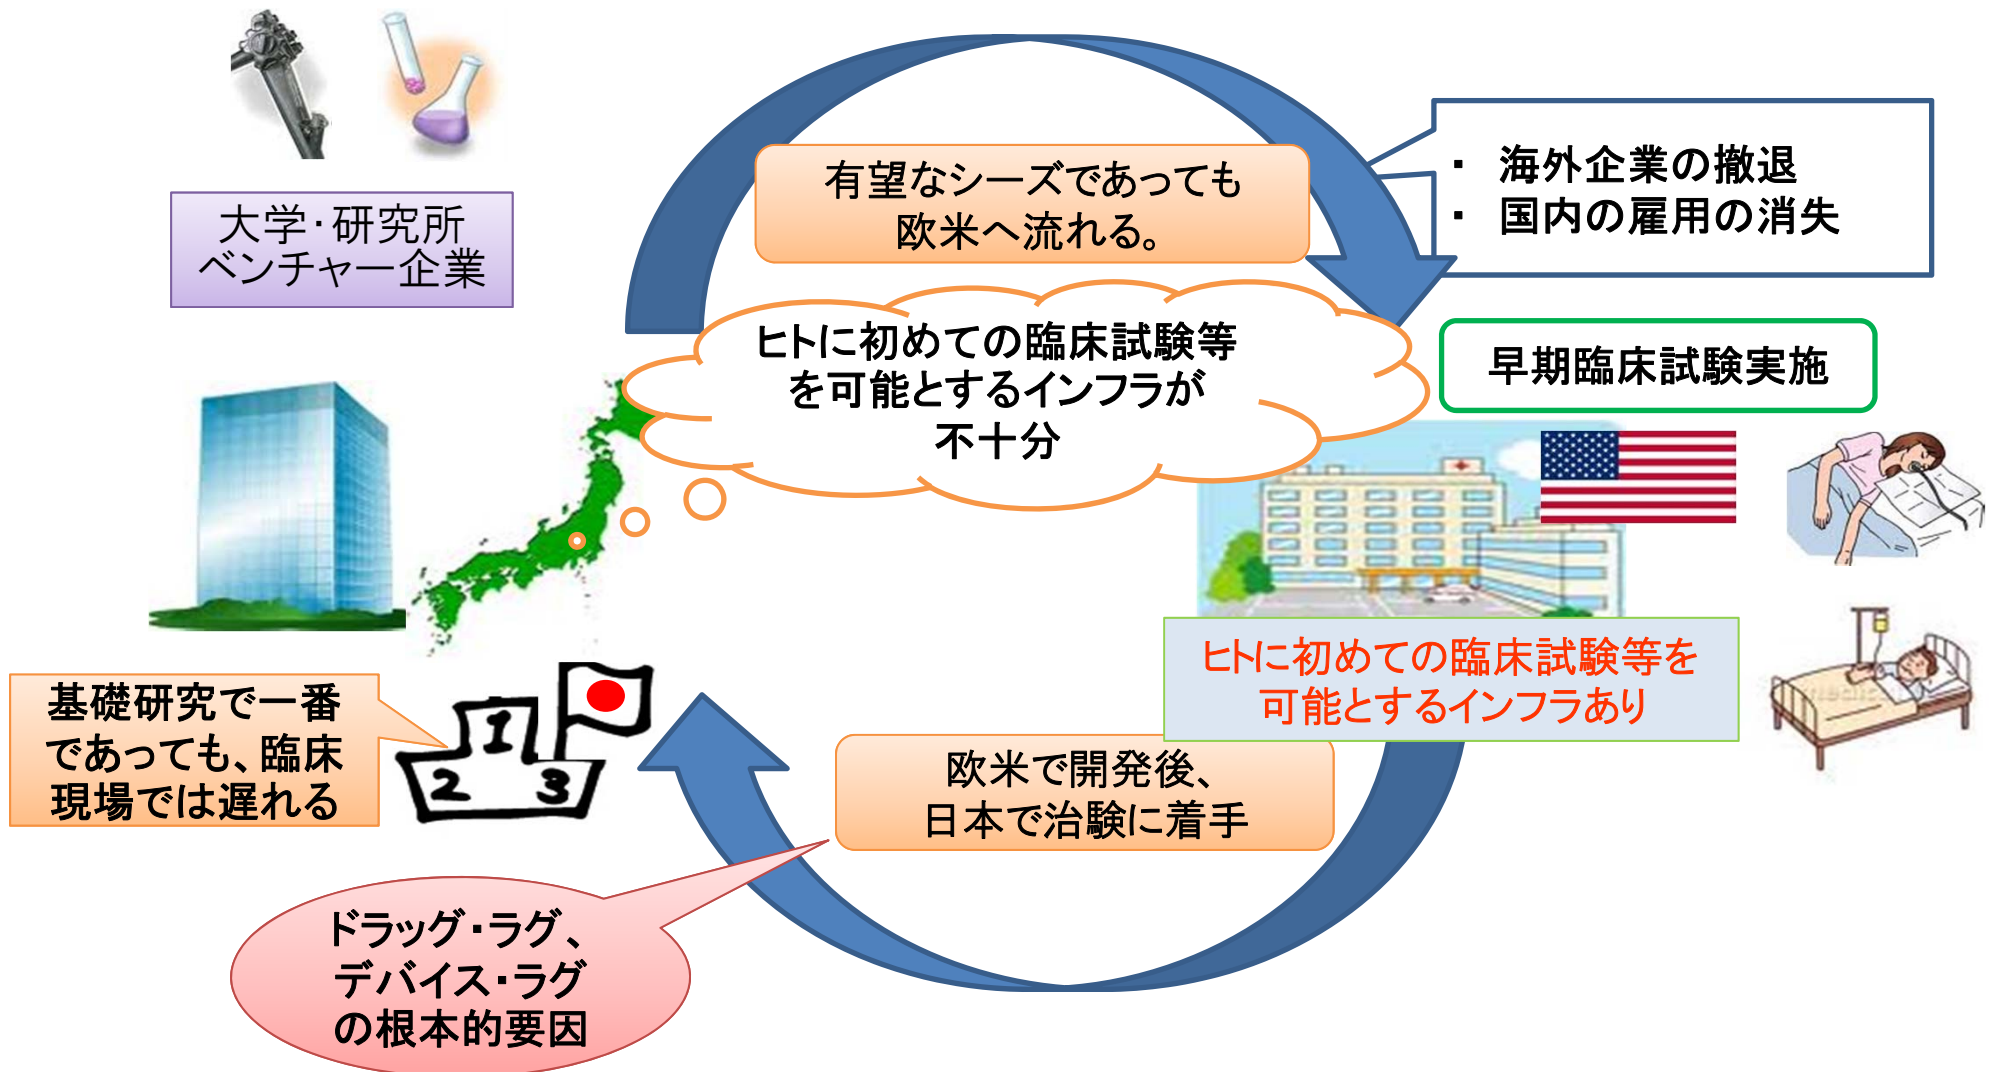 大学・研究所
ベンチャー企業
有望なシーズであっても
欧米へ流れる。
・ 海外企業の撤退
・ 国内の雇用の消失
ヒトに初めての臨床試験等
を可能とするインフラが
不十分
早期臨床試験実施
ヒトに初めての臨床試験等を
可能とするインフラあり
基礎研究で一番
であっても、臨床
現場では遅れる
1
2 3
欧米で開発後、
日本で治験に着手
ドラッグ・ラグ、
デバイス・ラグ
の根本的要因